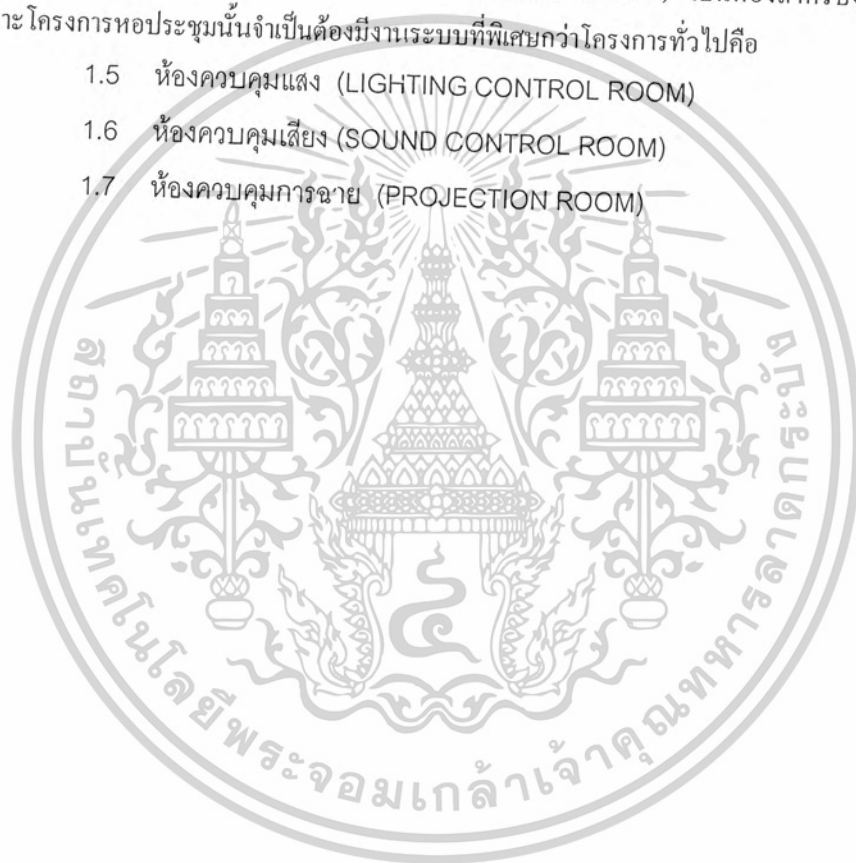 าะโครงการหอประชุมนั้นจำเป็นต้องมีงานระบบที่พิเศษกว่าโครงการทั่วไปคือ
1.5 ห้องควบคุมแสง (LIGHTING CONTROL ROOM)
1.6 ห้องควบคุมเสียง (SOUND CONTROL ROOM)
1.7 ห้องควบคุมการฉาย (PROJECTION ROOM)
สถาบันเทคโนโลยีพระจอมเกล้าเจ้าคุณทหารลาดกระบัง